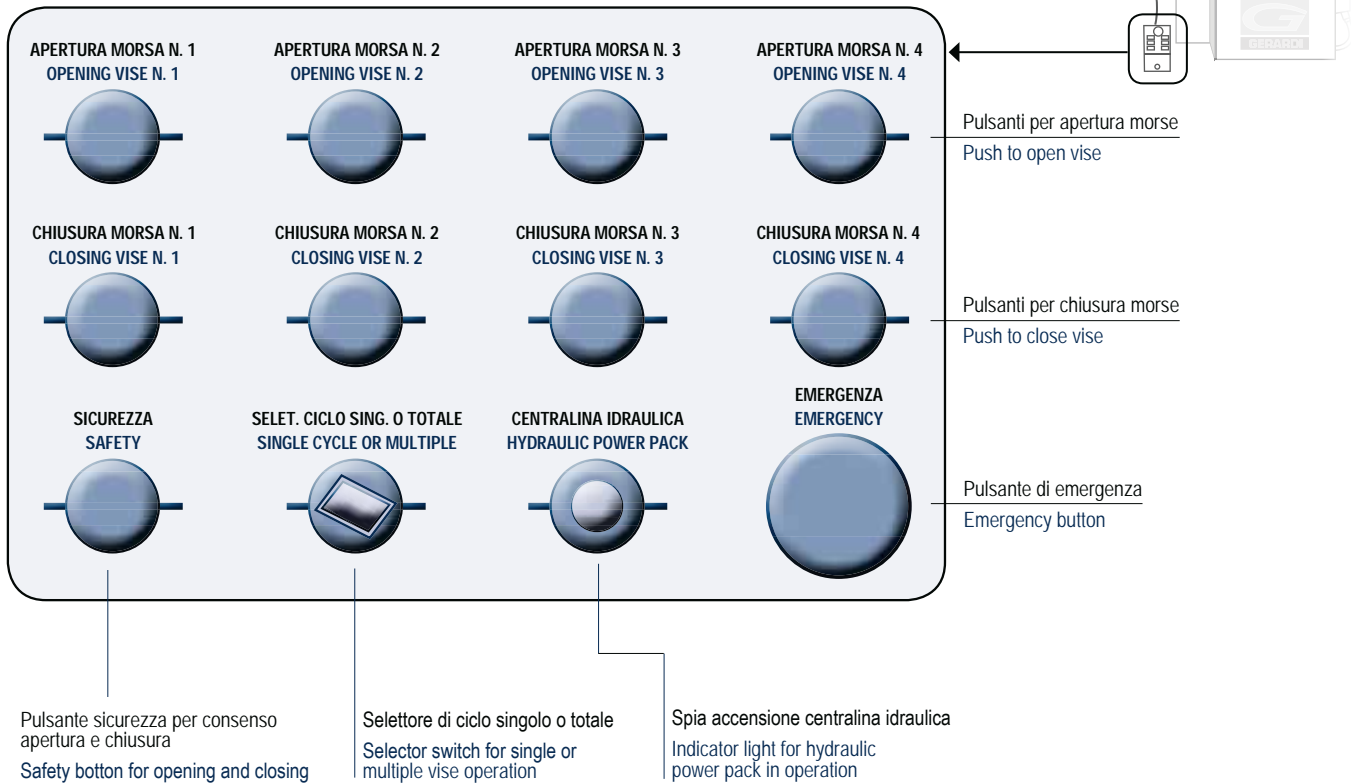 GERARDI
APERTURA MORSA N. 1
OPENING VISE N. 1
APERTURA MORSA N. 2
OPENING VISE N. 2
APERTURA MORSA N. 3
OPENING VISE N. 3
APERTURA MORSA N. 4
OPENING VISE N. 4
Pulsanti per apertura morse
Push to open vise
CHIUSURA MORSA N. 1
CLOSING VISE N. 1
CHIUSURA MORSA N. 2
CLOSING VISE N. 2
CHIUSURA MORSA N. 3
CLOSING VISE N. 3
CHIUSURA MORSA N. 4
CLOSING VISE N. 4
Pulsanti per chiusura morse
Push to close vise
SICUREZZA
SAFETY
SELET. CICLO SING. O TOTALE
SINGLE CYCLE OR MULTIPLE
CENTRALINA IDRAULICA
HYDRAULIC POWER PACK
EMERGENZA
EMERGENCY
Pulsante di emergenza
Emergency button
Pulsante sicurezza per consenso
apertura e chiusura
Safety botton for opening and closing
Selettore di ciclo singolo o totale
Selector switch for single or
multiple vise operation
Spia accensione centralina idraulica
Indicator light for hydraulic
power pack in operation